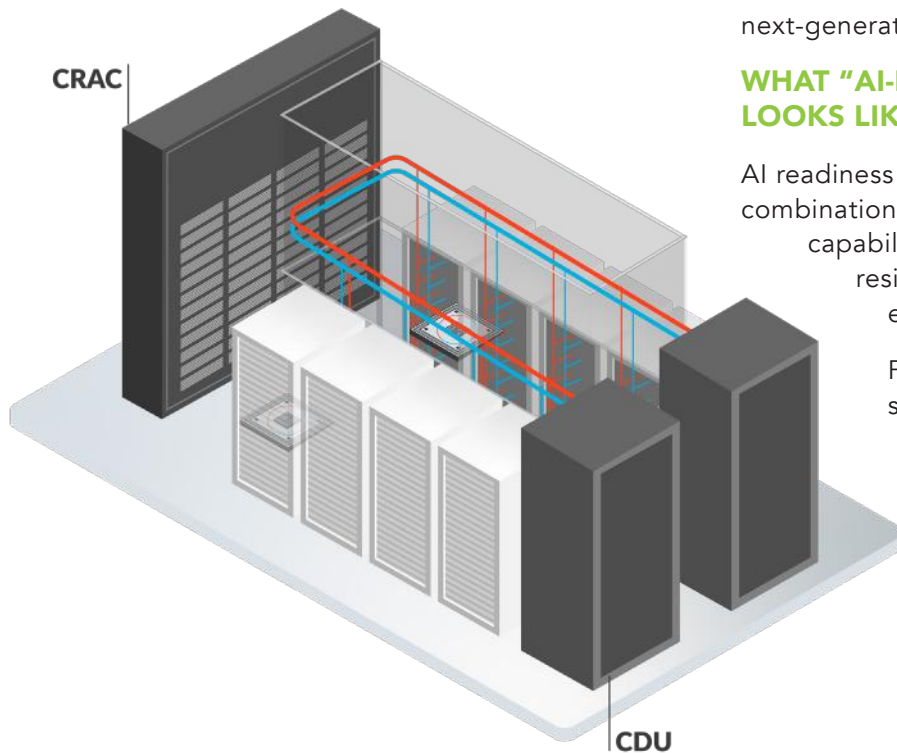 next-generat
WHAT "AI-
LOOKS LIK
AI readiness
combination
capabil
resi
e
F
s
CRAC
CDU